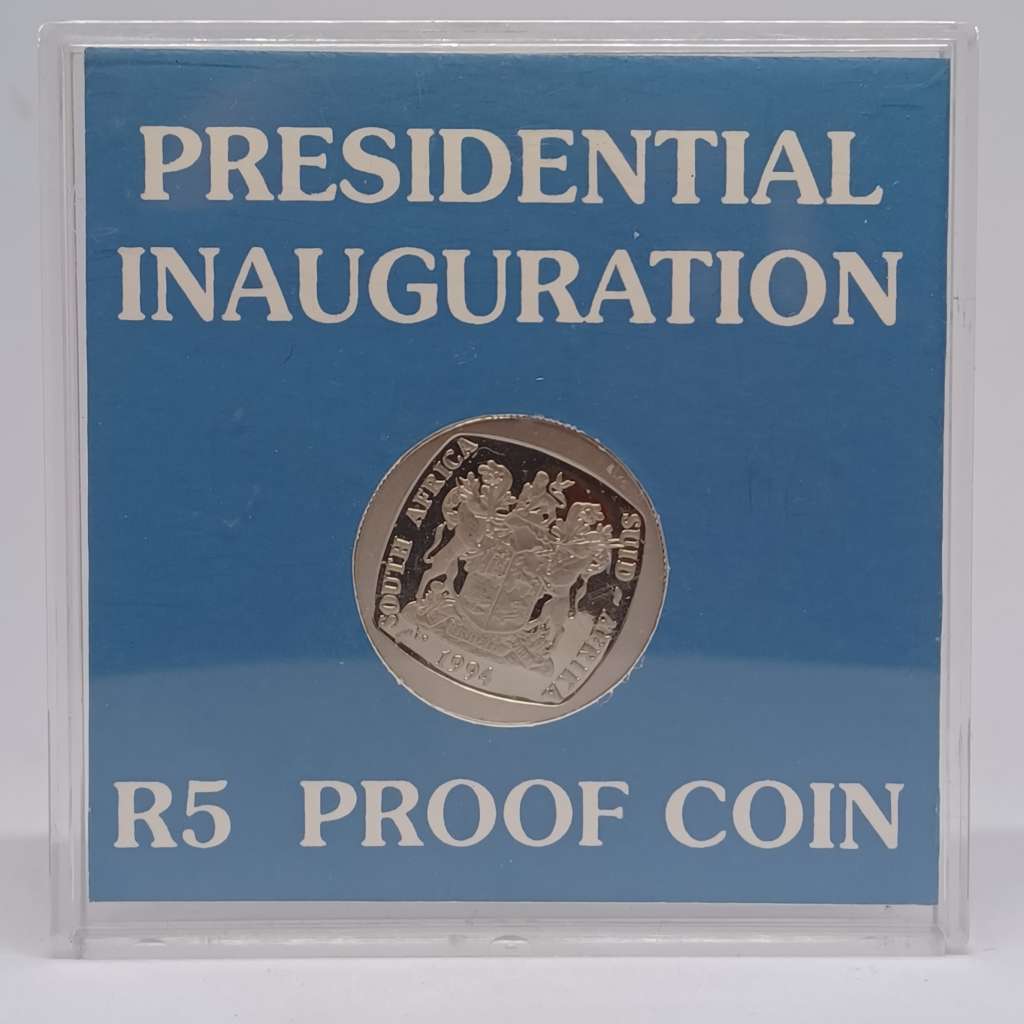 PRESIDENTIAL
INAUGURATION
SOUTH AFRICA
SUID - AFRIKA
1994
R5 PROOF COIN